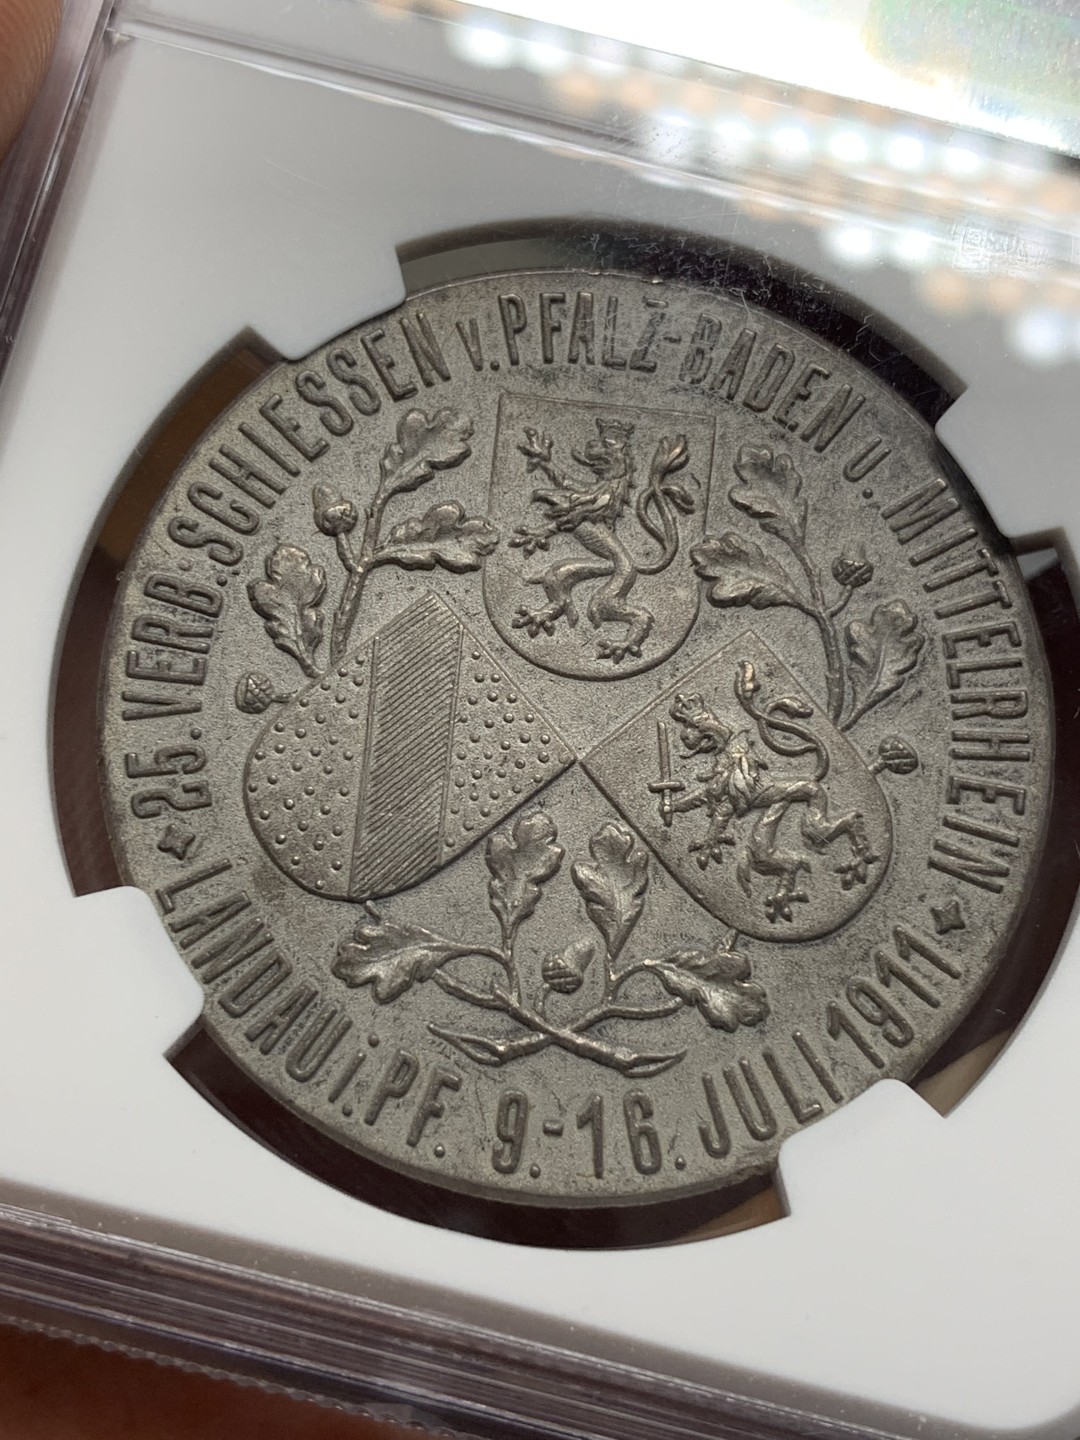 25. VERB. SCHIESSEN v. PFALZ-BADEN u. MITTELRHEIN
LANDAU i. PF. 9.-16. JULI 1911